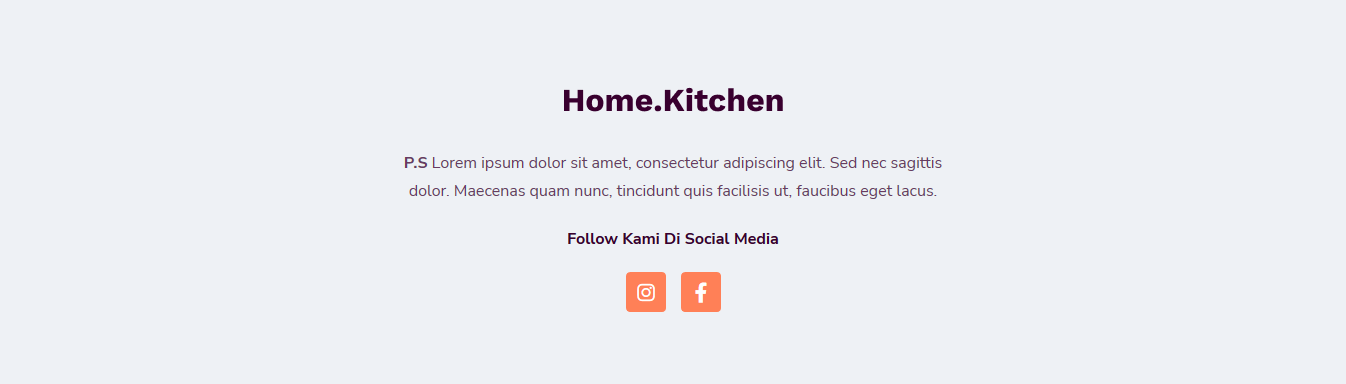 Home.Kitchen
P.S Lorem ipsum dolor sit amet, consectetur adipiscing elit. Sed nec sagittis
dolor. Maecenas quam nunc, tincidunt quis facilisis ut, faucibus eget lacus.
Follow Kami Di Social Media